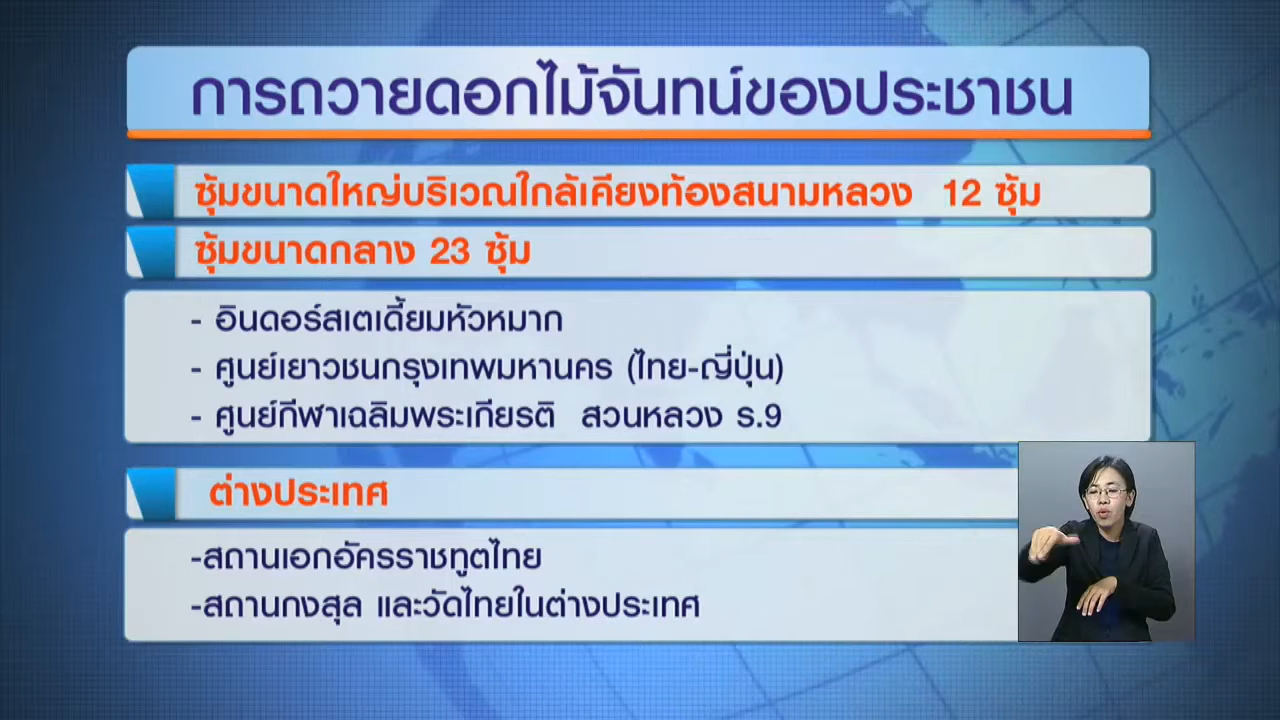 การถวายดอกไม้จันทน์ของประชาชน
ซุ้มขนาดใหญ่บริเวณใกล้เคียงท้องสนามหลวง 12 ซุ้ม
ซุ้มขนาดกลาง 23 ซุ้ม
- อินดอร์สเตเดี้ยมหัวหมาก
- ศูนย์เยาวชนกรุงเทพมหานคร (ไทย-ญี่ปุ่น)
- ศูนย์กีฬาเฉลิมพระเกียรติ สวนหลวง ร.9
ต่างประเทศ
-สถานเอกอัครราชทูตไทย
-สถานกงสุล และวัดไทยในต่างประเทศ